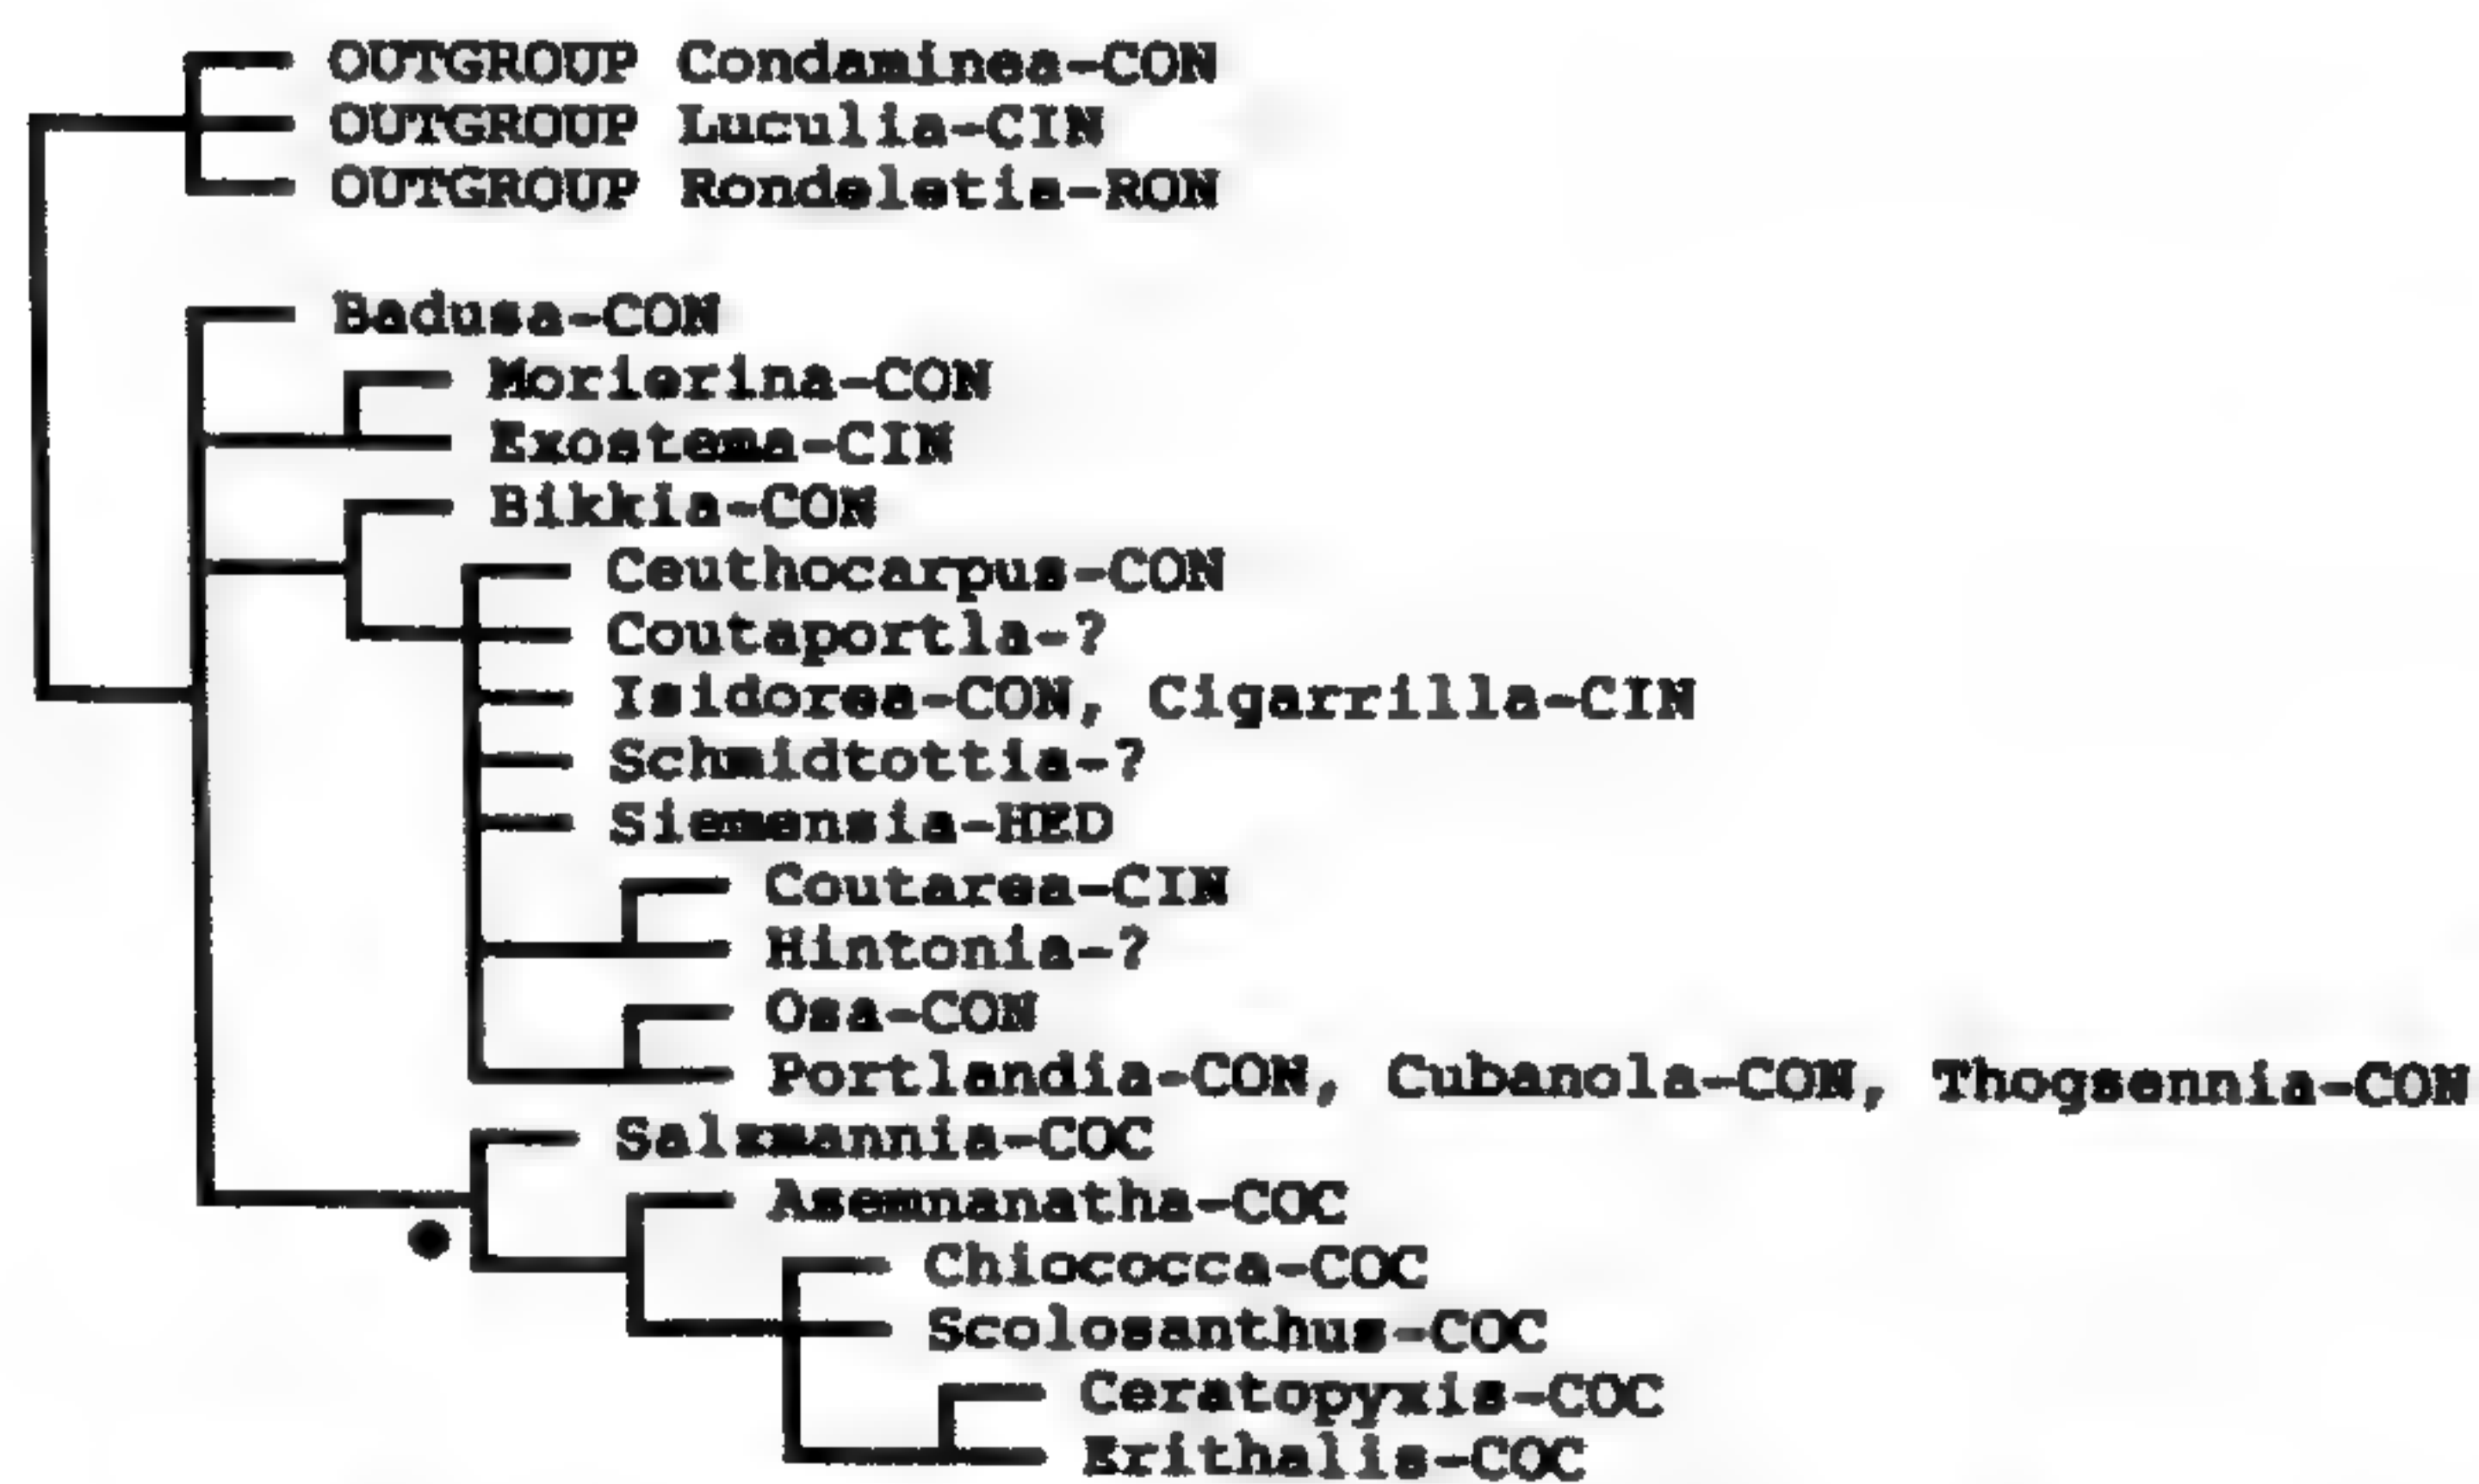 OUTGROUP Condaminea-CON
OUTGROUP Luculia-CIN
OUTGROUP Rondeletia-RON
Badusa-CON
Morierina-CON
Exostema-CIN
Bikkia-CON
Ceuthocarpus-CON
Coutaportla-?
Isidorea-CON, Cigarrilla-CIN
Schmidtottia-?
Siemensia-HED
Coutarea-CIN
Hintonia-?
Osa-CON
Portlandia-CON, Cubanola-CON, Thogsennia-CON
Salzmannia-COC
Asemnanatha-COC
Chiococca-COC
Scolosanthus-COC
Ceratopyxis-COC
Erithalis-COC